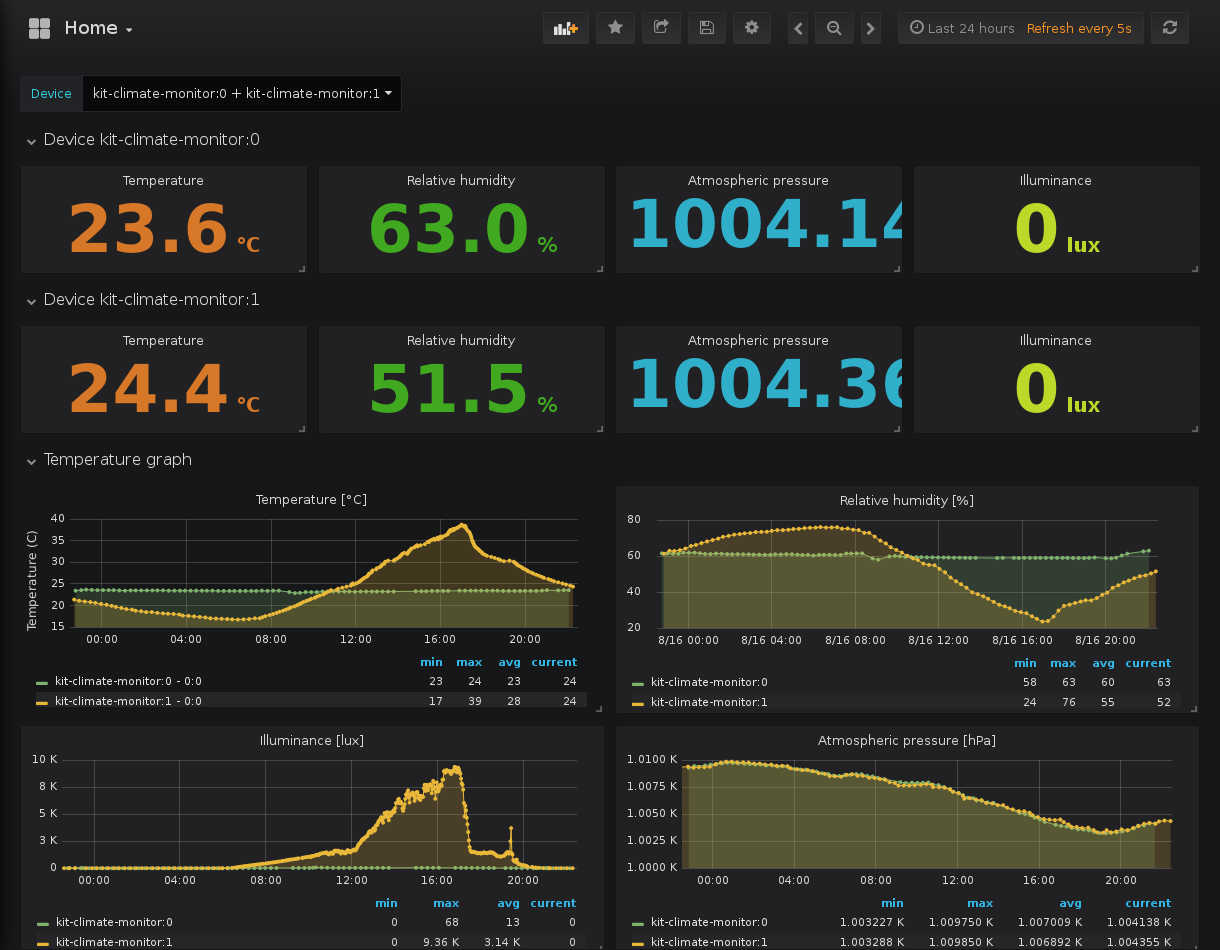 Home
Last 24 hours Refresh every 5s
Device kit-climate-monitor:0 + kit-climate-monitor:1
Device kit-climate-monitor:0
Temperature Relative humidity Atmospheric pressure Illuminance
23.6 °C 63.0 % 1004.14 0 lux
Device kit-climate-monitor:1
Temperature Relative humidity Atmospheric pressure Illuminance
24.4 °C 51.5 % 1004.36 0 lux
Temperature graph
Temperature [°C]
Temperature (C)
40
35
30
25
20
15
00:00 04:00 08:00 12:00 16:00 20:00
min max avg current
kit-climate-monitor:0 - 0:0 23 24 23 24
kit-climate-monitor:1 - 0:0 17 39 28 24
Relative humidity [%]
80
60
40
20
8/16 00:00 8/16 04:00 8/16 08:00 8/16 12:00 8/16 16:00 8/16 20:00
min max avg current
kit-climate-monitor:0 58 63 60 63
kit-climate-monitor:1 24 76 55 52
Illuminance [lux]
10 K
8 K
5 K
3 K
0
00:00 04:00 08:00 12:00 16:00 20:00
min max avg current
kit-climate-monitor:0 0 68 13 0
kit-climate-monitor:1 0 9.36 K 3.14 K 0
Atmospheric pressure [hPa]
1.0100 K
1.0075 K
1.0050 K
1.0025 K
1.0000 K
00:00 04:00 08:00 12:00 16:00 20:00
min max avg current
kit-climate-monitor:0 1.003227 K 1.009750 K 1.007009 K 1.004138 K
kit-climate-monitor:1 1.003288 K 1.009850 K 1.006892 K 1.004355 K